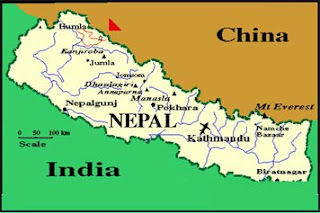 Humla
China
Kanjiroba
Jumla
Jomsom
Dhaulagiri
Annapurna
Manaslu
Mt Everest
Nepalgunj
Pokhara
NEPAL
Namche
Bazaar
Kathmandu
0 50 100 km
Scale
India
Biratnagar